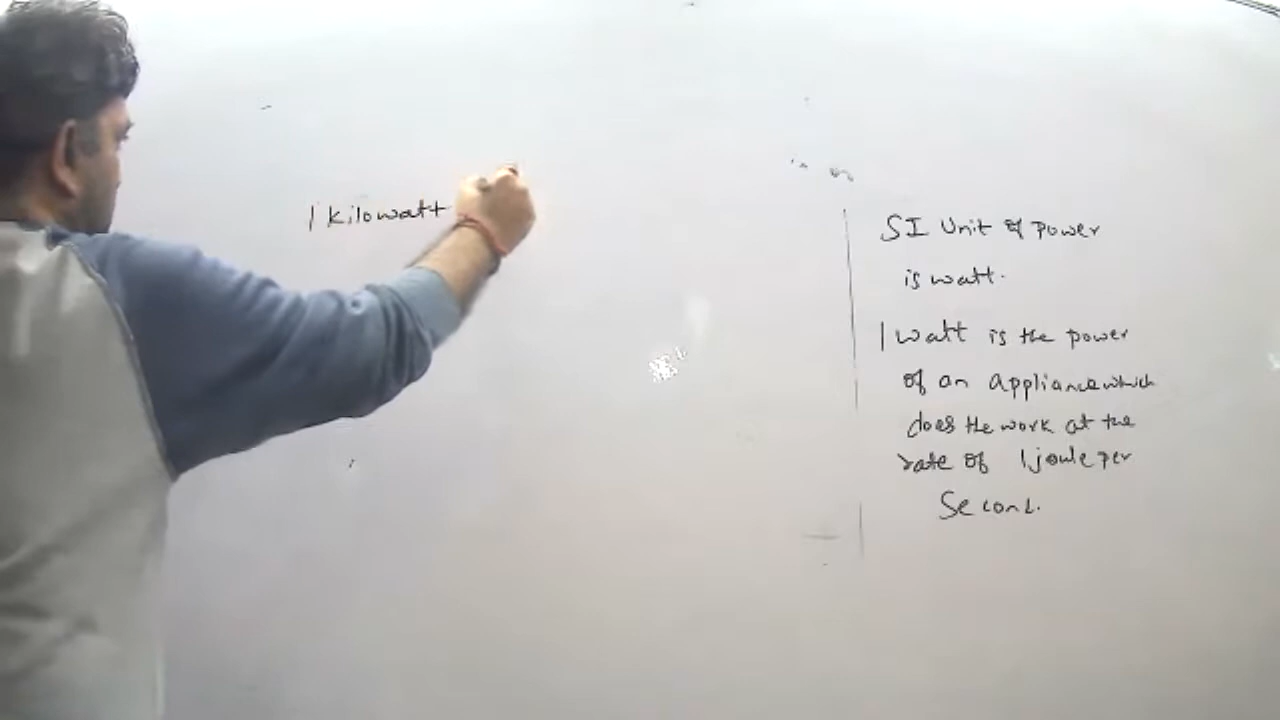 1 kilowatt
SI Unit of power
is watt.
1 watt is the power
of an appliance which
does the work at the
rate of 1 joule per
Second.